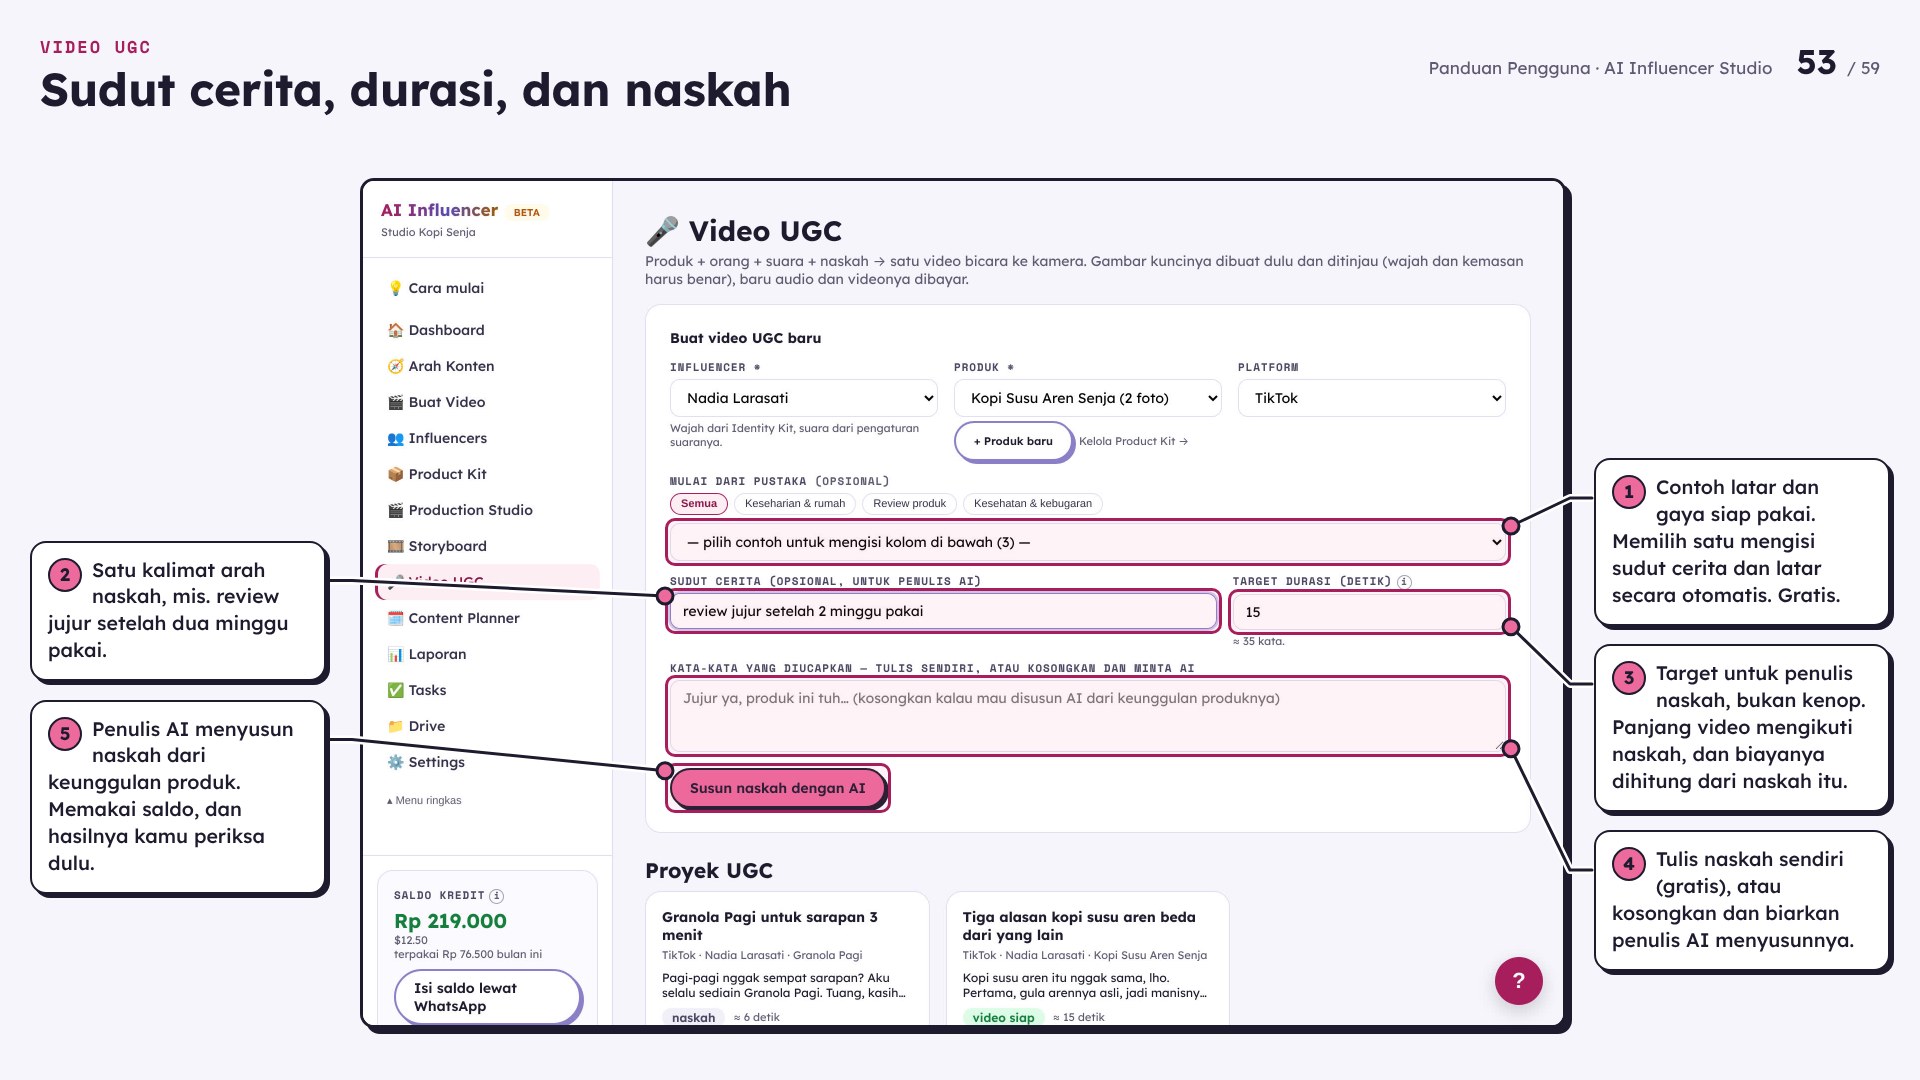 VIDEO UGC
Sudut cerita, durasi, dan naskah
Panduan Pengguna · AI Influencer Studio 53 / 59
AI Influencer BETA
Studio Kopi Senja
💡 Cara mulai
🏠 Dashboard
🧭 Arah Konten
🎬 Buat Video
👥 Influencers
📦 Product Kit
🎬 Production Studio
🎞️ Storyboard
🎤 Video UGC
🗓️ Content Planner
📊 Laporan
✅ Tasks
📁 Drive
⚙️ Settings
▴ Menu ringkas
SALDO KREDIT i
Rp 219.000
$12.50
terpakai Rp 76.500 bulan ini
Isi saldo lewat
WhatsApp
🎤 Video UGC
Produk + orang + suara + naskah → satu video bicara ke kamera. Gambar kuncinya dibuat dulu dan ditinjau (wajah dan kemasan
harus benar), baru audio dan videonya dibayar.
Buat video UGC baru
INFLUENCER * PRODUK * PLATFORM
Nadia Larasati Kopi Susu Aren Senja (2 foto) TikTok
Wajah dari Identity Kit, suara dari pengaturan
suaranya.
+ Produk baru Kelola Product Kit →
MULAI DARI PUSTAKA (OPSIONAL)
Semua Keseharian & rumah Review produk Kesehatan & kebugaran
— pilih contoh untuk mengisi kolom di bawah (3) —
SUDUT CERITA (OPSIONAL, UNTUK PENULIS AI) TARGET DURASI (DETIK) i
review jujur setelah 2 minggu pakai 15
≈ 35 kata.
KATA-KATA YANG DIUCAPKAN — TULIS SENDIRI, ATAU KOSONGKAN DAN MINTA AI
Jujur ya, produk ini tuh… (kosongkan kalau mau disusun AI dari keunggulan produknya)
Susun naskah dengan AI
Proyek UGC
Granola Pagi untuk sarapan 3
menit
TikTok · Nadia Larasati · Granola Pagi
Pagi-pagi nggak sempat sarapan? Aku
selalu sediain Granola Pagi. Tuang, kasih…
naskah ≈ 6 detik
Tiga alasan kopi susu aren beda
dari yang lain
TikTok · Nadia Larasati · Kopi Susu Aren Senja
Kopi susu aren itu nggak sama, lho.
Pertama, gula arennya asli, jadi manisny…
video siap ≈ 15 detik
?
1 Contoh latar dan
gaya siap pakai.
Memilih satu mengisi
sudut cerita dan latar
secara otomatis. Gratis.
2 Satu kalimat arah
naskah, mis. review
jujur setelah dua minggu
pakai.
3 Target untuk penulis
naskah, bukan kenop.
Panjang video mengikuti
naskah, dan biayanya
dihitung dari naskah itu.
4 Tulis naskah sendiri
(gratis), atau
kosongkan dan biarkan
penulis AI menyusunnya.
5 Penulis AI menyusun
naskah dari
keunggulan produk.
Memakai saldo, dan
hasilnya kamu periksa
dulu.